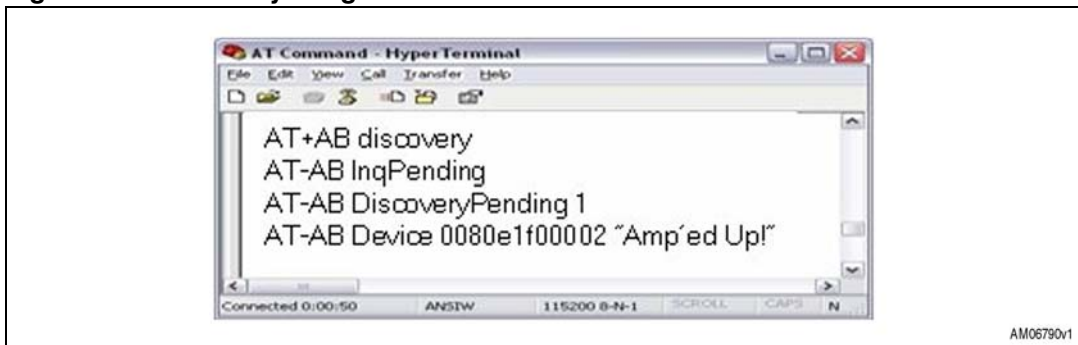 AT Command - HyperTerminal
File Edit View Call Transfer Help
AT+AB discovery
AT-AB InqPending
AT-AB DiscoveryPending 1
AT-AB Device 0080e1f00002 "Amp'ed Up!"
Connected 0:00:50 ANSIW 115200 8-N-1 SCROLL CAPS N
AM06790v1